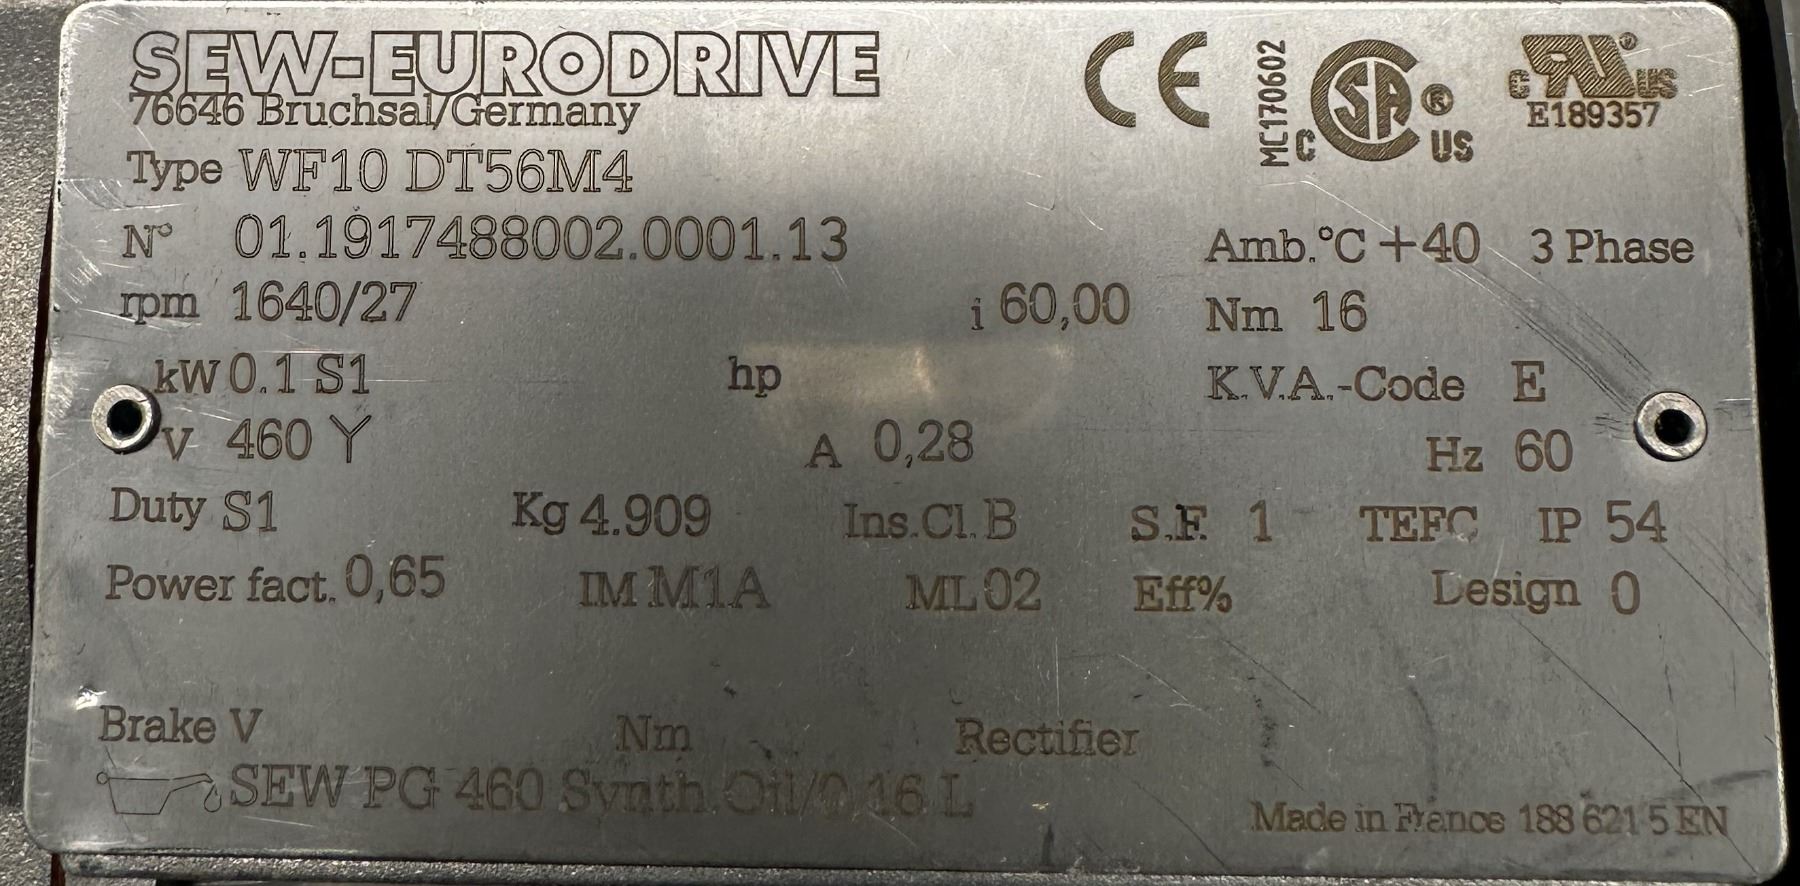 SEW-EURODRIVE
76646 Bruchsal/Germany
CE
MC170602
C CSA ® US
C RU ® US
E189357
Type WF10 DT56M4
N° 01.1917488002.0001.13 Amb.°C +40 3 Phase
rpm 1640/27 i 60,00 Nm 16
kW 0.1 S1 hp K.V.A.-Code E
V 460 Y A 0,28 Hz 60
Duty S1 Kg 4.909 Ins.Cl. B S.F. 1 TEFC IP 54
Power fact. 0,65 IM M1A ML 02 Eff% Design 0
Brake V Nm Rectifier
SEW PG 460 Synth. Oil/0.16 L
Made in France 188 621 5 EN